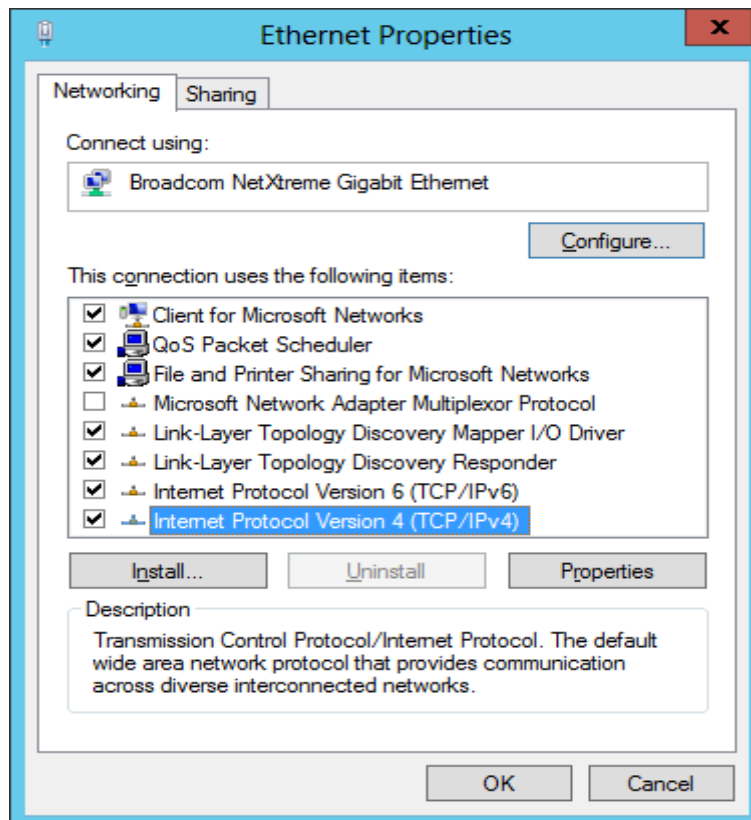 Ethernet Properties
x
Networking
Sharing
Connect using:
Broadcom NetXtreme Gigabit Ethernet
Configure...
This connection uses the following items:
Client for Microsoft Networks
QoS Packet Scheduler
File and Printer Sharing for Microsoft Networks
Microsoft Network Adapter Multiplexor Protocol
Link-Layer Topology Discovery Mapper I/O Driver
Link-Layer Topology Discovery Responder
Internet Protocol Version 6 (TCP/IPv6)
Internet Protocol Version 4 (TCP/IPv4)
Install...
Uninstall
Properties
Description
Transmission Control Protocol/Internet Protocol. The default
wide area network protocol that provides communication
across diverse interconnected networks.
OK
Cancel